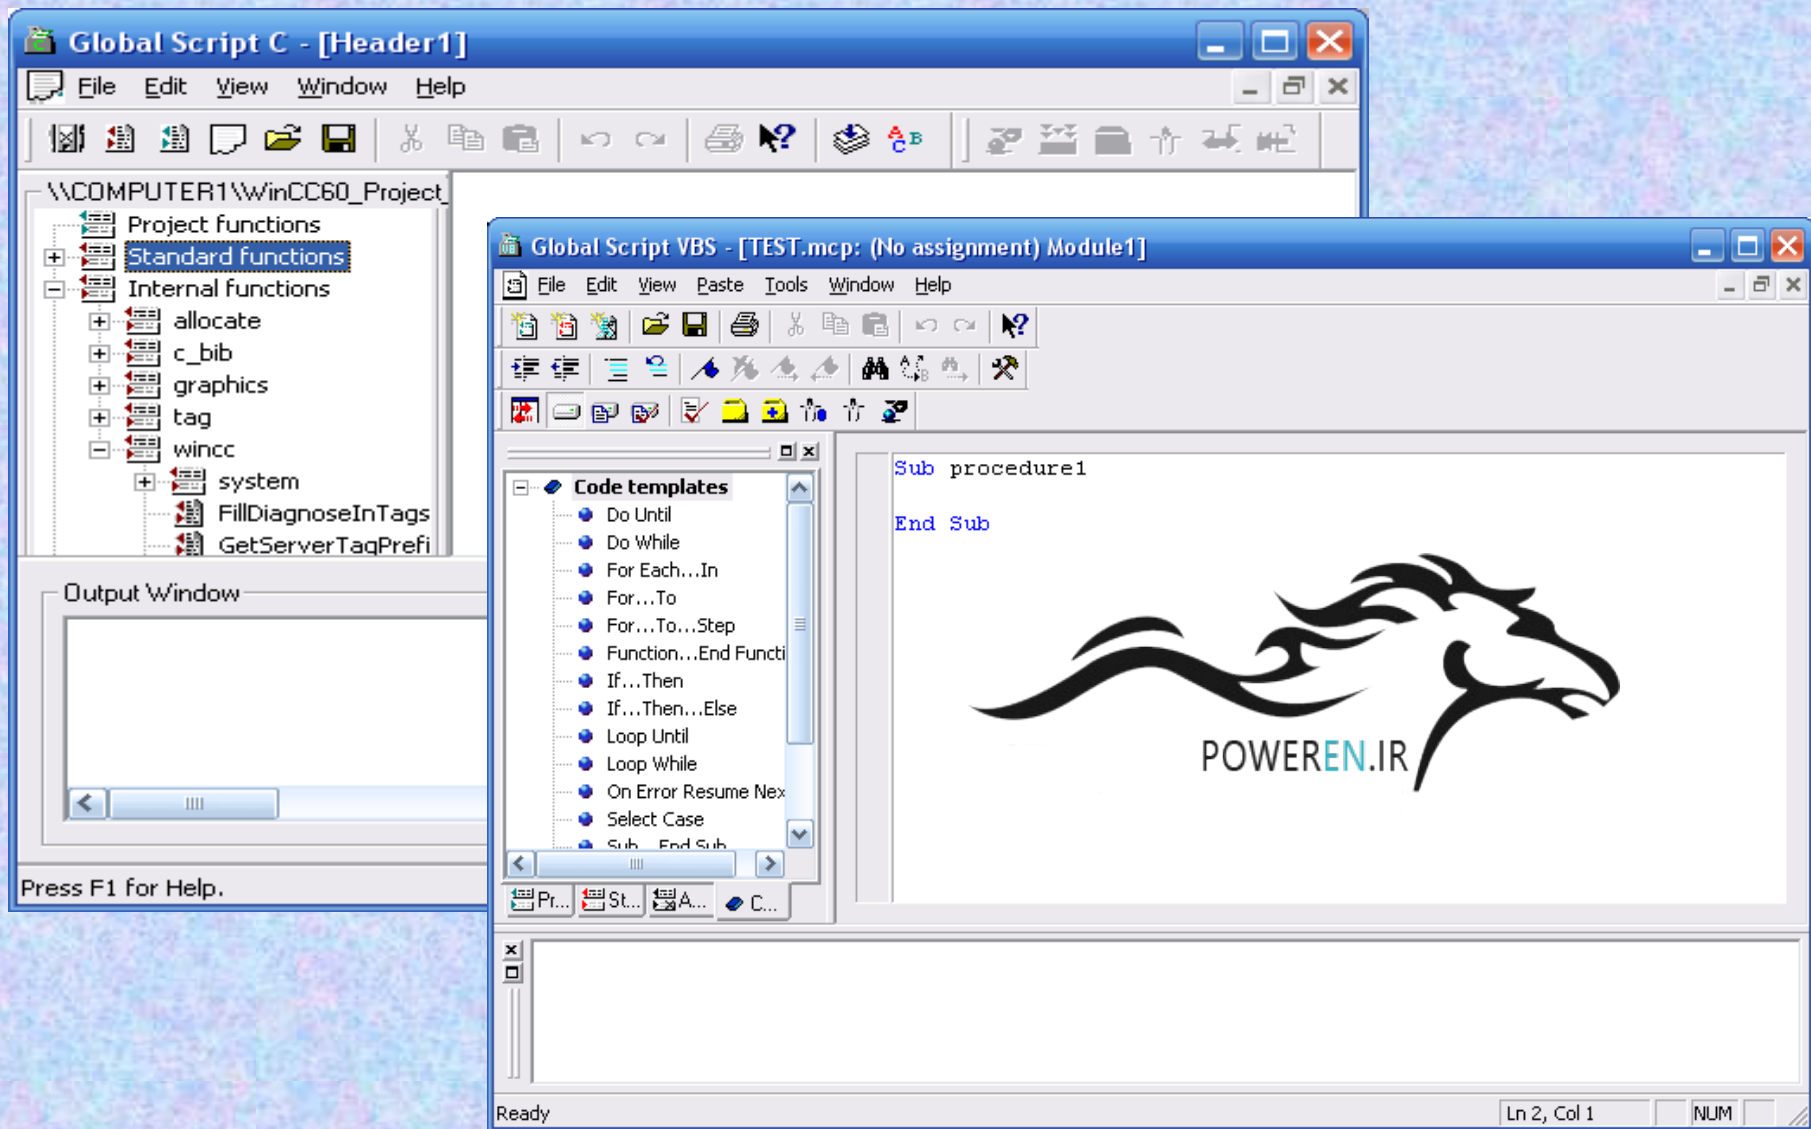 Global Script C - [Header1]
File Edit View Window Help
\\COMPUTER1\WinCC60_Project_
Project functions
Standard functions
Internal functions
allocate
c_bib
graphics
tag
wincc
system
FillDiagnoseInTags
GetServerTagPrefi
Output Window
Press F1 for Help.
Global Script VBS - [TEST.mcp: (No assignment) Module1]
File Edit View Paste Tools Window Help
Code templates
Do Until
Do While
For Each...In
For...To
For...To...Step
Function...End Functi
If...Then
If...Then...Else
Loop Until
Loop While
On Error Resume Nex
Select Case
Sub...End Sub
Pr... St... A... C...
Sub procedure1
End Sub
POWEREN.IR
Ready
Ln 2, Col 1 NUM